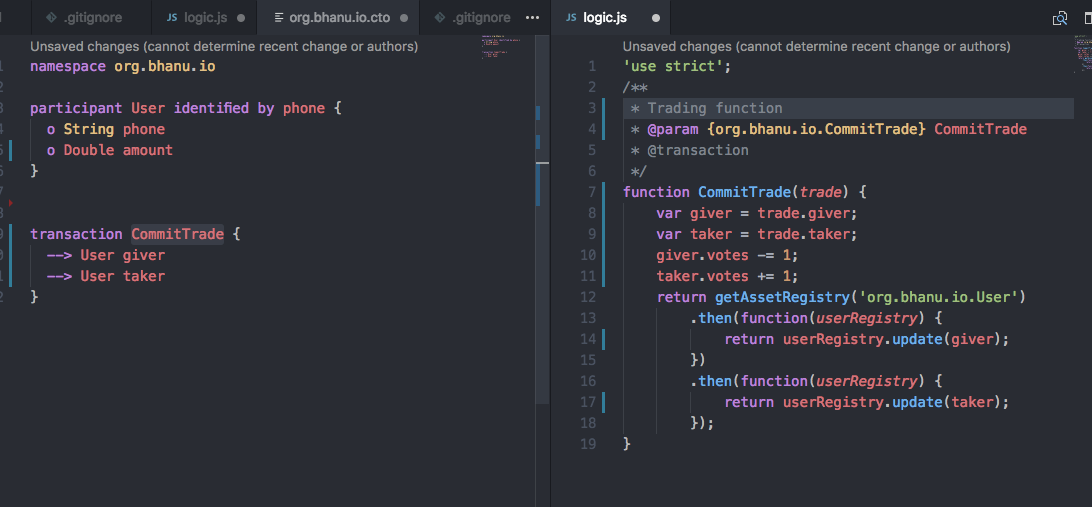 .gitignore
JS logic.js
org.bhanu.io.cto
.gitignore
JS logic.js
Unsaved changes (cannot determine recent change or authors)
namespace org.bhanu.io
participant User identified by phone {
o String phone
o Double amount
}
transaction CommitTrade {
--> User giver
--> User taker
}
Unsaved changes (cannot determine recent change or authors)
1 'use strict';
2 /**
3 * Trading function
4 * @param {org.bhanu.io.CommitTrade} CommitTrade
5 * @transaction
6 */
7 function CommitTrade(trade) {
8 var giver = trade.giver;
9 var taker = trade.taker;
10 giver.votes -= 1;
11 taker.votes += 1;
12 return getAssetRegistry('org.bhanu.io.User')
13 .then(function(userRegistry) {
14 return userRegistry.update(giver);
15 })
16 .then(function(userRegistry) {
17 return userRegistry.update(taker);
18 });
19 }